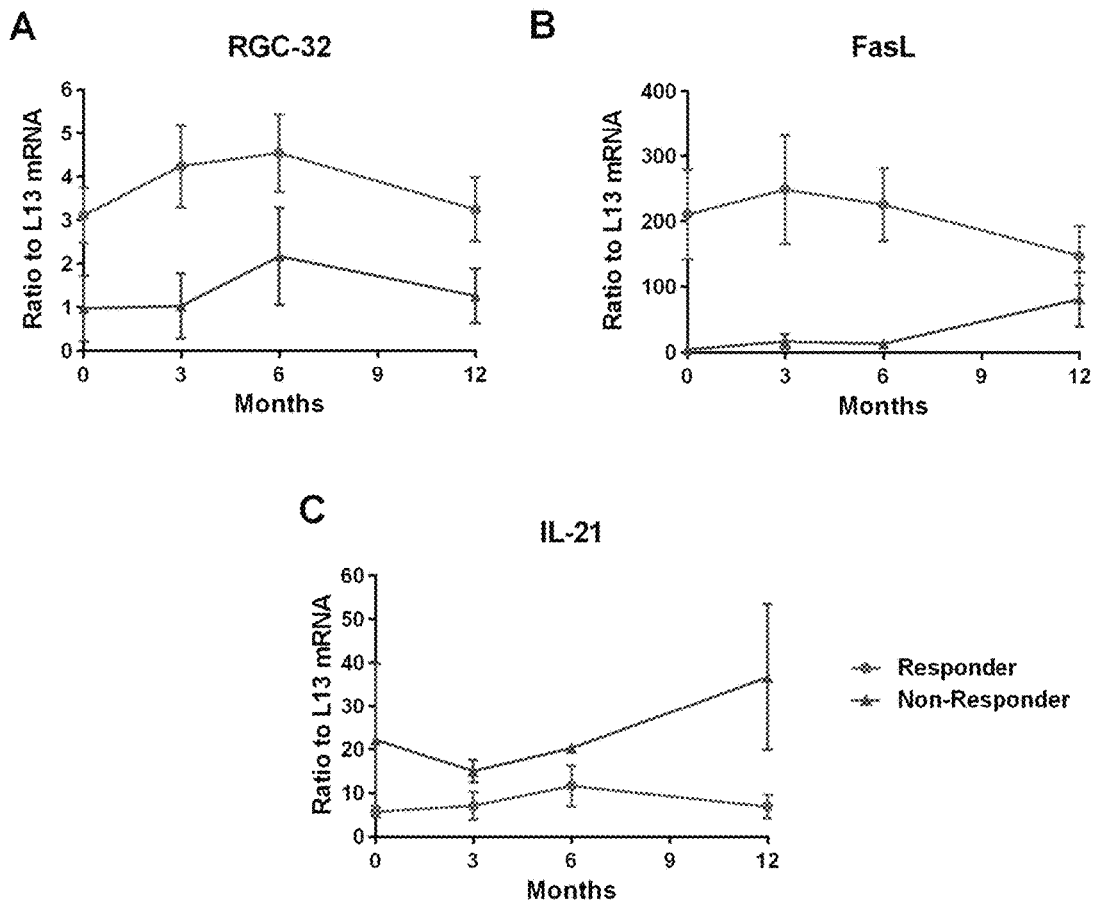 A
RGC-32
Ratio to L13 mRNA
6
5
4
3
2
1
0
0 3 6 9 12
Months
B
FasL
Ratio to L13 mRNA
400
300
200
100
0
0 3 6 9 12
Months
C
IL-21
Ratio to L13 mRNA
60
50
40
30
20
10
0
0 3 6 9 12
Months
Responder
Non-Responder